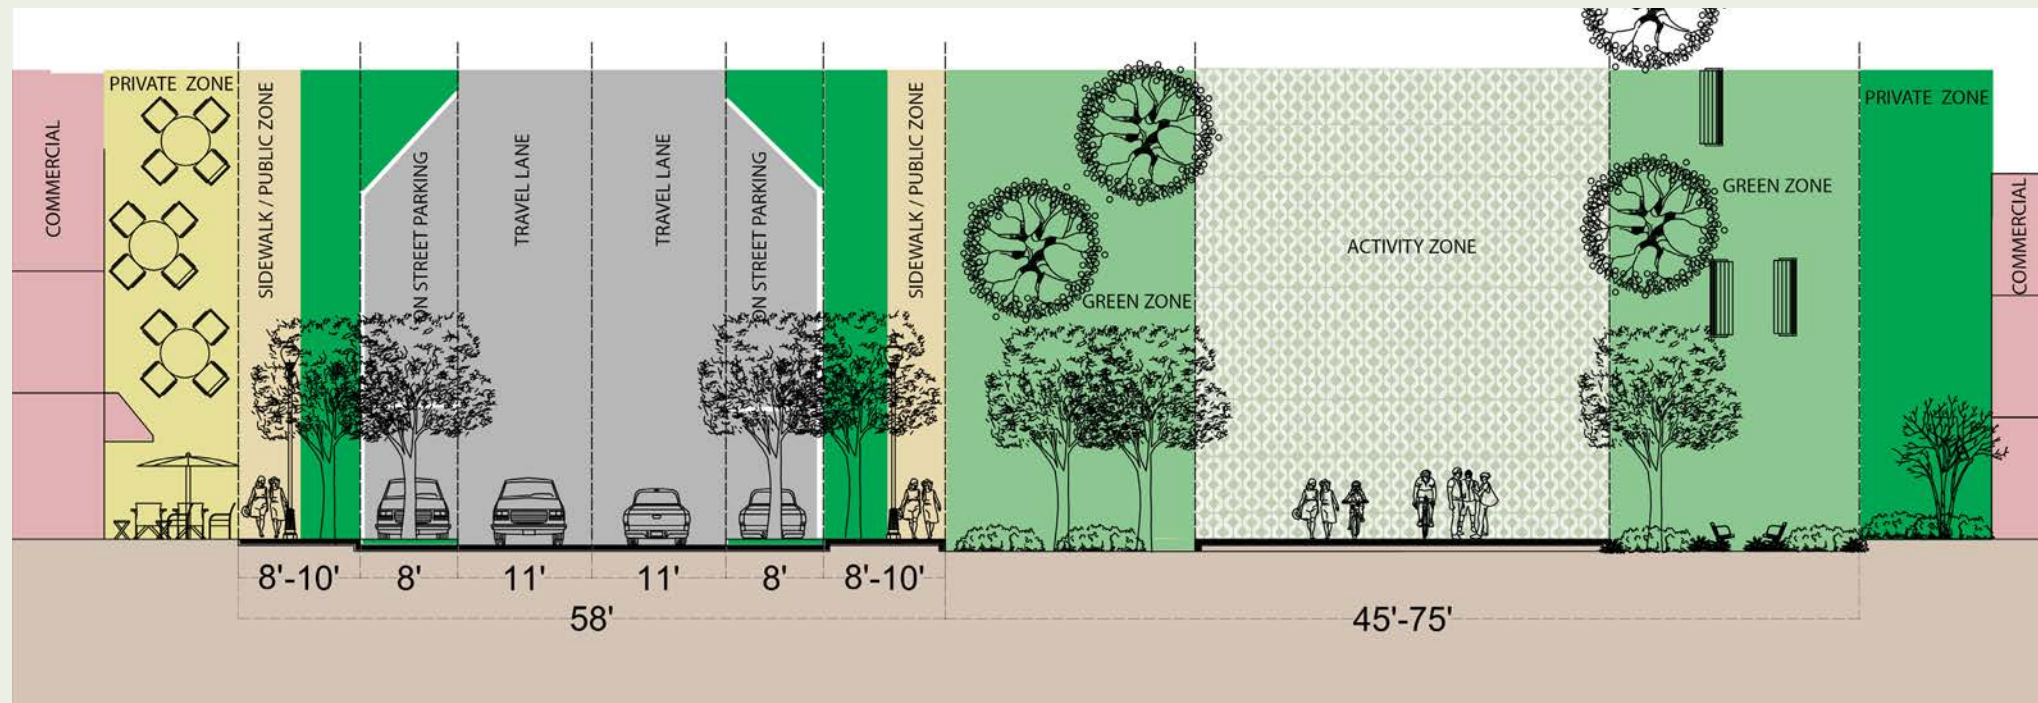 COMMERCIAL
PRIVATE ZONE
SIDEWALK / PUBLIC ZONE
ON STREET PARKING
TRAVEL LANE
TRAVEL LANE
ON STREET PARKING
SIDEWALK / PUBLIC ZONE
GREEN ZONE
ACTIVITY ZONE
GREEN ZONE
PRIVATE ZONE
COMMERCIAL
8'-10'
8'
11'
11'
8'
8'-10'
58'
45'-75'